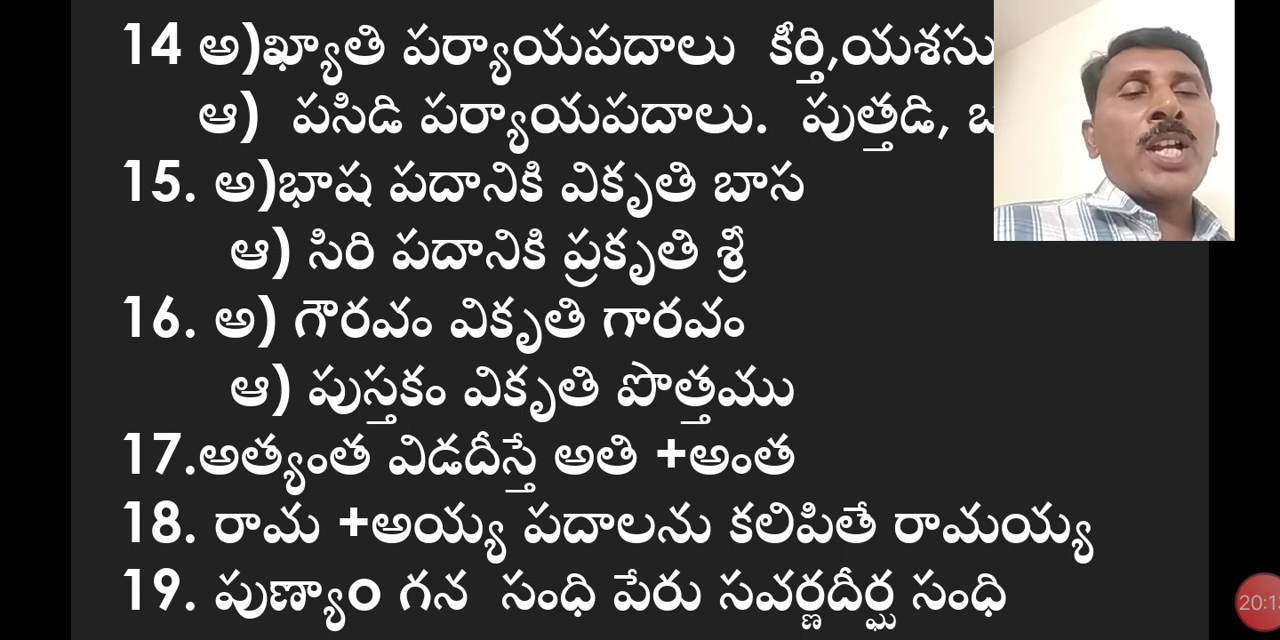 14 అ)ఖ్యాతి పర్యాయపదాలు కీర్తి,యశసు
ఆ) పసిడి పర్యాయపదాలు. పుత్తడి,
15. అ)భాష పదానికి వికృతి బాస
ఆ) సిరి పదానికి ప్రకృతి శ్రీ
16. అ) గౌరవం వికృతి గారవం
ఆ) పుస్తకం వికృతి పొత్తము
17.అత్యంత విడదీస్తే అతి +అంత
18. రామ +అయ్య పదాలను కలిపితే రామయ్య
19. పుణ్యాం గన సంధి పేరు సవర్ణదీర్ఘ సంధి